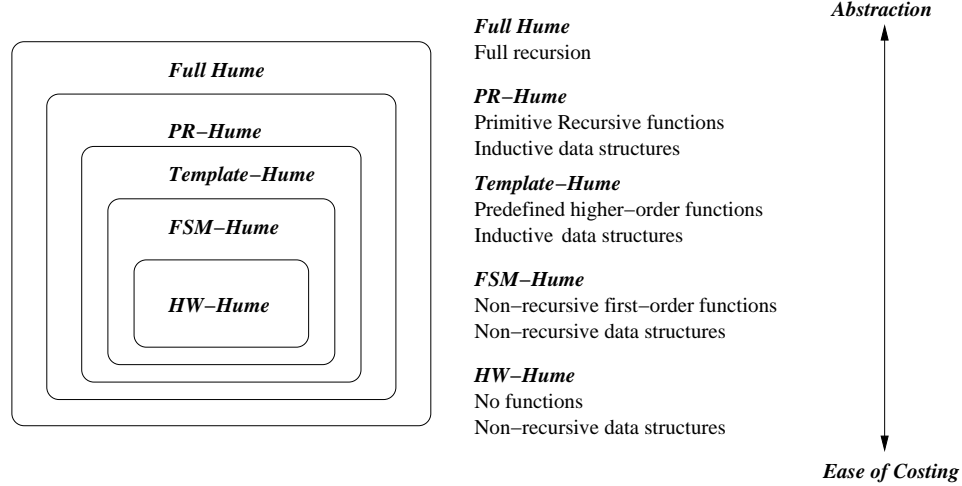 Full Hume
PR−Hume
Template−Hume
FSM−Hume
HW−Hume
Full Hume
Full recursion
PR−Hume
Primitive Recursive functions
Inductive data structures
Template−Hume
Predefined higher−order functions
Inductive data structures
FSM−Hume
Non−recursive first−order functions
Non−recursive data structures
HW−Hume
No functions
Non−recursive data structures
Abstraction
Ease of Costing